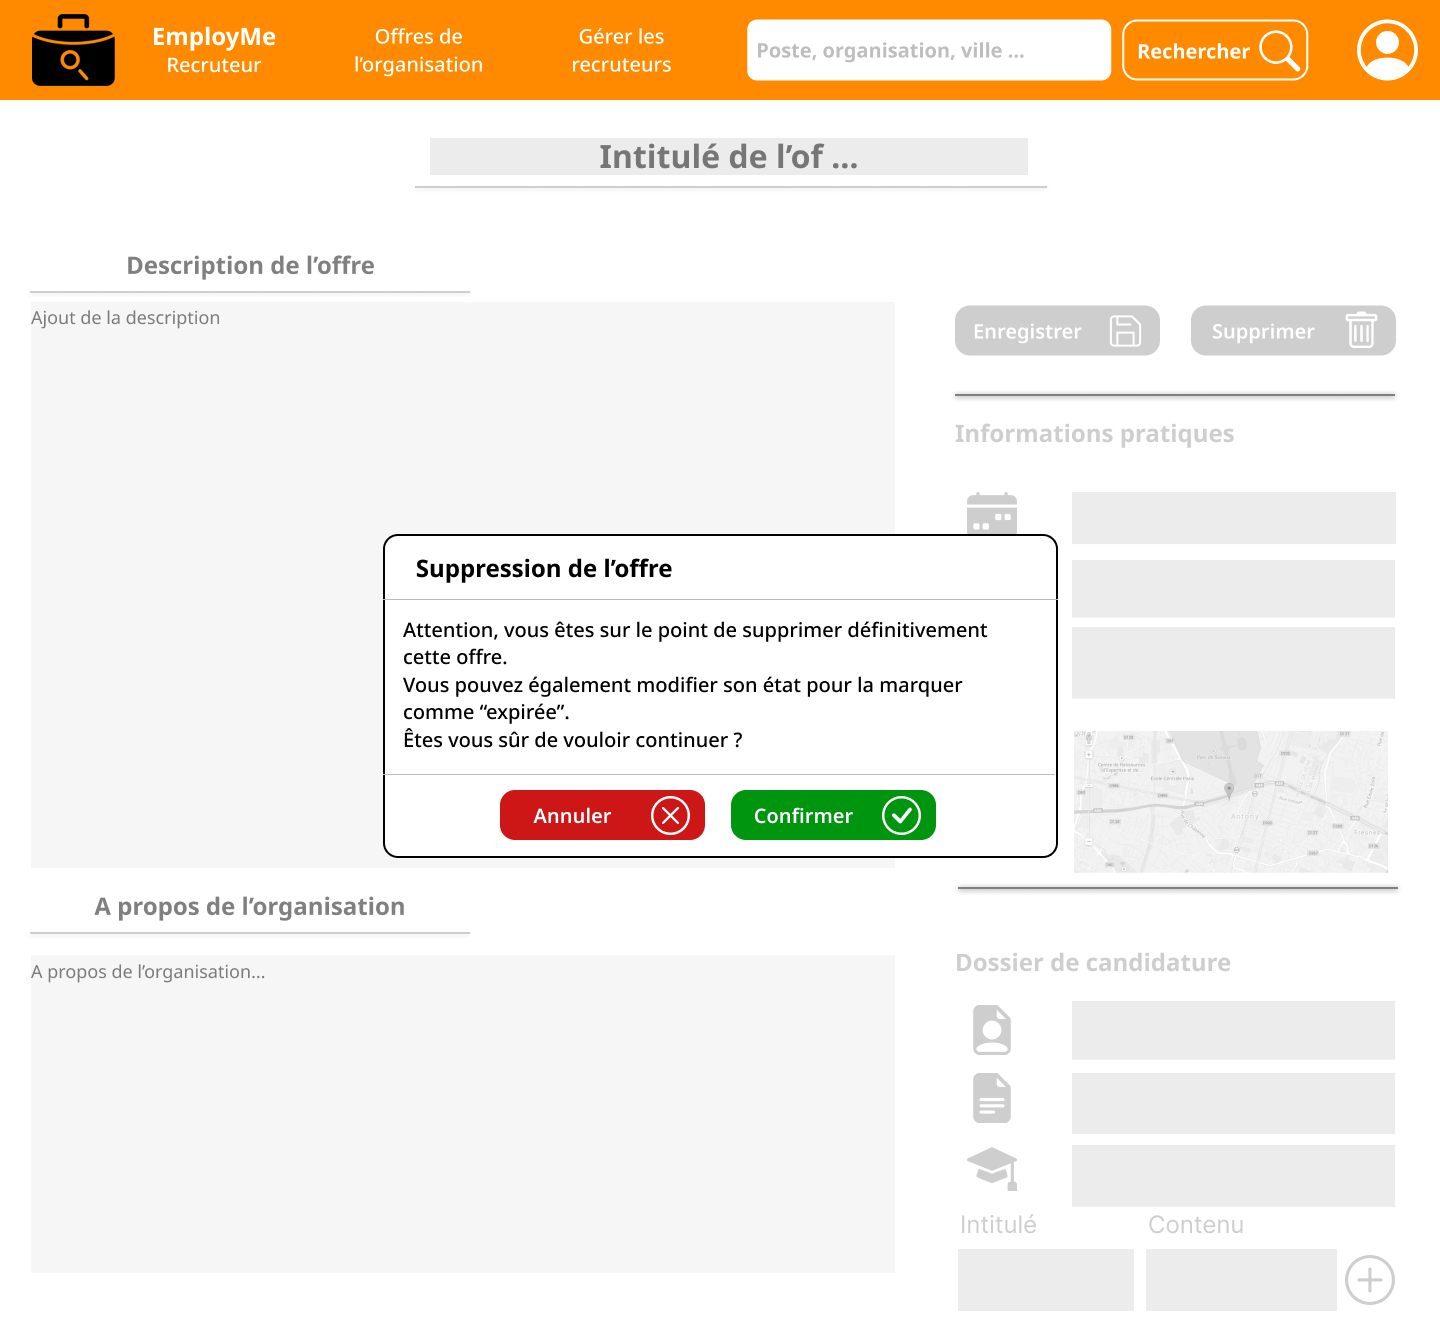 EmployMe
Recruteur
Offres de
l’organisation
Gérer les
recruteurs
Poste, organisation, ville ...
Rechercher
Intitulé de l’of ...
Description de l’offre
Ajout de la description
Enregistrer
Supprimer
Informations pratiques
Suppression de l’offre
Attention, vous êtes sur le point de supprimer définitivement
cette offre.
Vous pouvez également modifier son état pour la marquer
comme “expirée”.
Êtes vous sûr de vouloir continuer ?
Annuler
Confirmer
Antony
A propos de l’organisation
A propos de l’organisation...
Dossier de candidature
Intitulé
Contenu